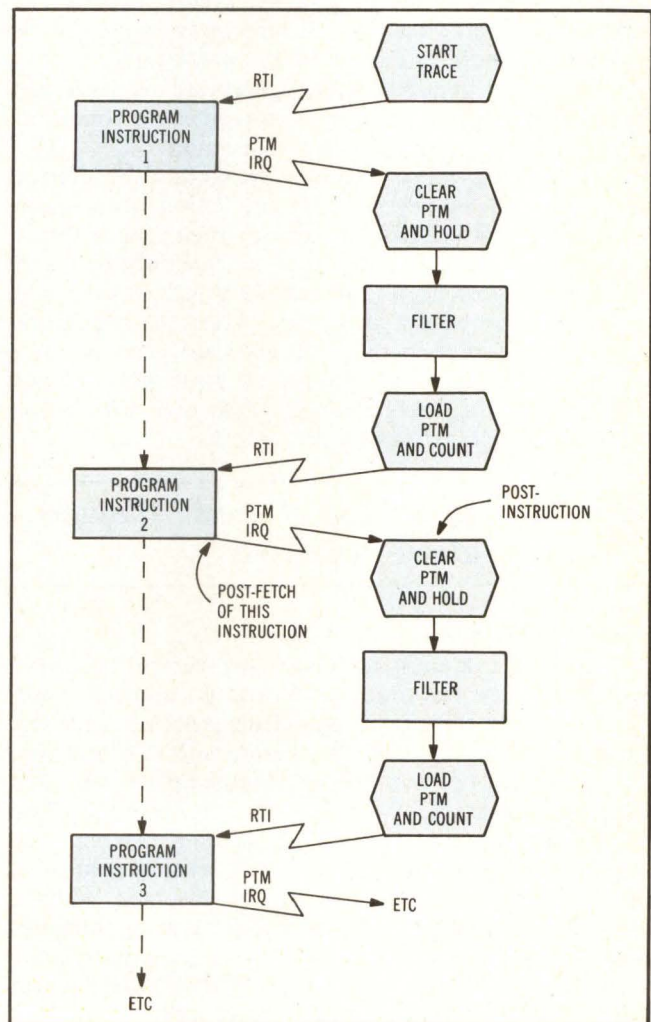 START
TRACE
RTI
PROGRAM
INSTRUCTION
1
PTM
IRQ
CLEAR
PTM
AND HOLD
FILTER
LOAD
PTM
AND COUNT
RTI
PROGRAM
INSTRUCTION
2
PTM
IRQ
POST-
INSTRUCTION
CLEAR
PTM
AND HOLD
POST-FETCH
OF THIS
INSTRUCTION
FILTER
LOAD
PTM
AND COUNT
RTI
PROGRAM
INSTRUCTION
3
PTM
IRQ
ETC
ETC